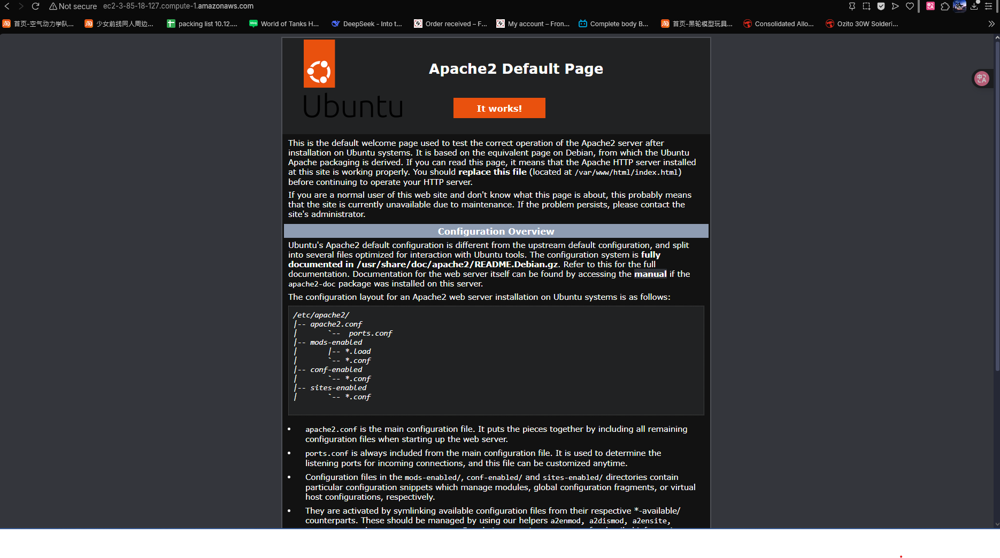 Not secure ec2-3-85-18-127.compute-1.amazonaws.com
首页-空气动力学队... 少女前线同人周边... packing list 10.12.... World of Tanks H... DeepSeek - Into t... Order received – F... My account – Fron... Complete body B... 首页-黑轮模型玩具... Consolidated Allo... Ozito 30W Solderi...
Apache2 Default Page
Ubuntu
It works!
This is the default welcome page used to test the correct operation of the Apache2 server after
installation on Ubuntu systems. It is based on the equivalent page on Debian, from which the Ubuntu
Apache packaging is derived. If you can read this page, it means that the Apache HTTP server installed
at this site is working properly. You should replace this file (located at /var/www/html/index.html)
before continuing to operate your HTTP server.
If you are a normal user of this web site and don't know what this page is about, this probably means
that the site is currently unavailable due to maintenance. If the problem persists, please contact the
site's administrator.
Configuration Overview
Ubuntu's Apache2 default configuration is different from the upstream default configuration, and split
into several files optimized for interaction with Ubuntu tools. The configuration system is fully
documented in /usr/share/doc/apache2/README.Debian.gz. Refer to this for the full
documentation. Documentation for the web server itself can be found by accessing the manual if the
apache2-doc package was installed on this server.
The configuration layout for an Apache2 web server installation on Ubuntu systems is as follows:
/etc/apache2/
|-- apache2.conf
|       `--  ports.conf
|-- mods-enabled
|       |-- *.load
|       `-- *.conf
|-- conf-enabled
|       `-- *.conf
|-- sites-enabled
|       `-- *.conf
• apache2.conf is the main configuration file. It puts the pieces together by including all remaining
configuration files when starting up the web server.
• ports.conf is always included from the main configuration file. It is used to determine the
listening ports for incoming connections, and this file can be customized anytime.
• Configuration files in the mods-enabled/, conf-enabled/ and sites-enabled/ directories contain
particular configuration snippets which manage modules, global configuration fragments, or virtual
host configurations, respectively.
• They are activated by symlinking available configuration files from their respective *-available/
counterparts. These should be managed by using our helpers a2enmod, a2dismod, a2ensite,